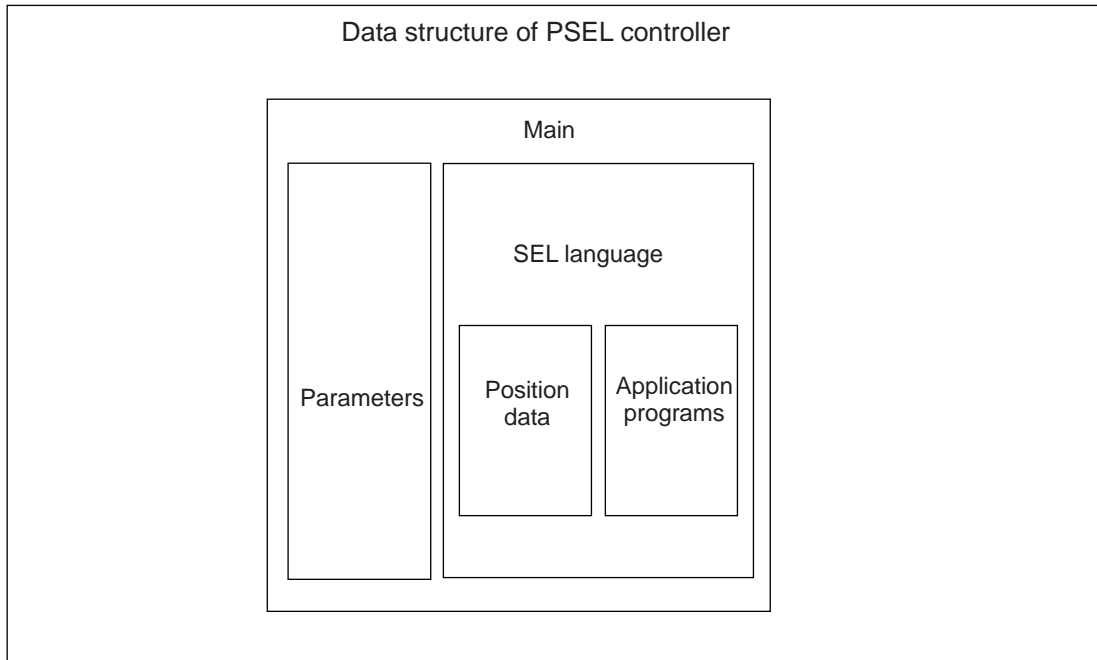 Data structure of PSEL controller
Main
SEL language
Parameters
Position
data
Application
programs